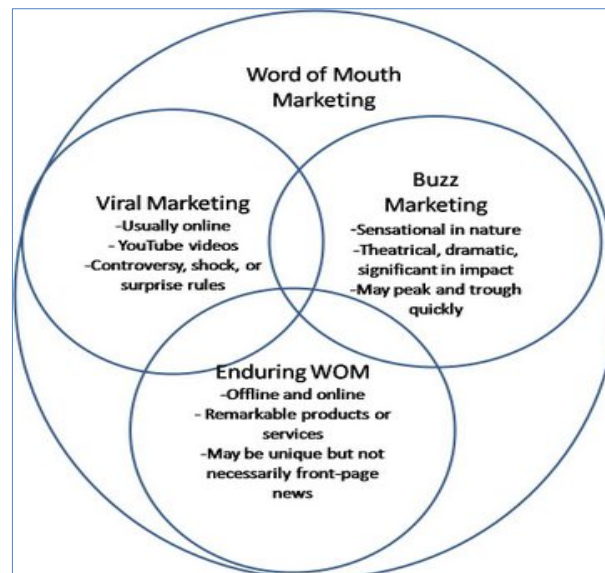 Word of Mouth
Marketing
Viral Marketing
-Usually online
- YouTube videos
-Controversy, shock, or
surprise rules
Buzz
Marketing
-Sensational in nature
-Theatrical, dramatic,
significant in impact
-May peak and trough
quickly
Enduring WOM
-Offline and online
- Remarkable products or
services
-May be unique but not
necessarily front-page
news